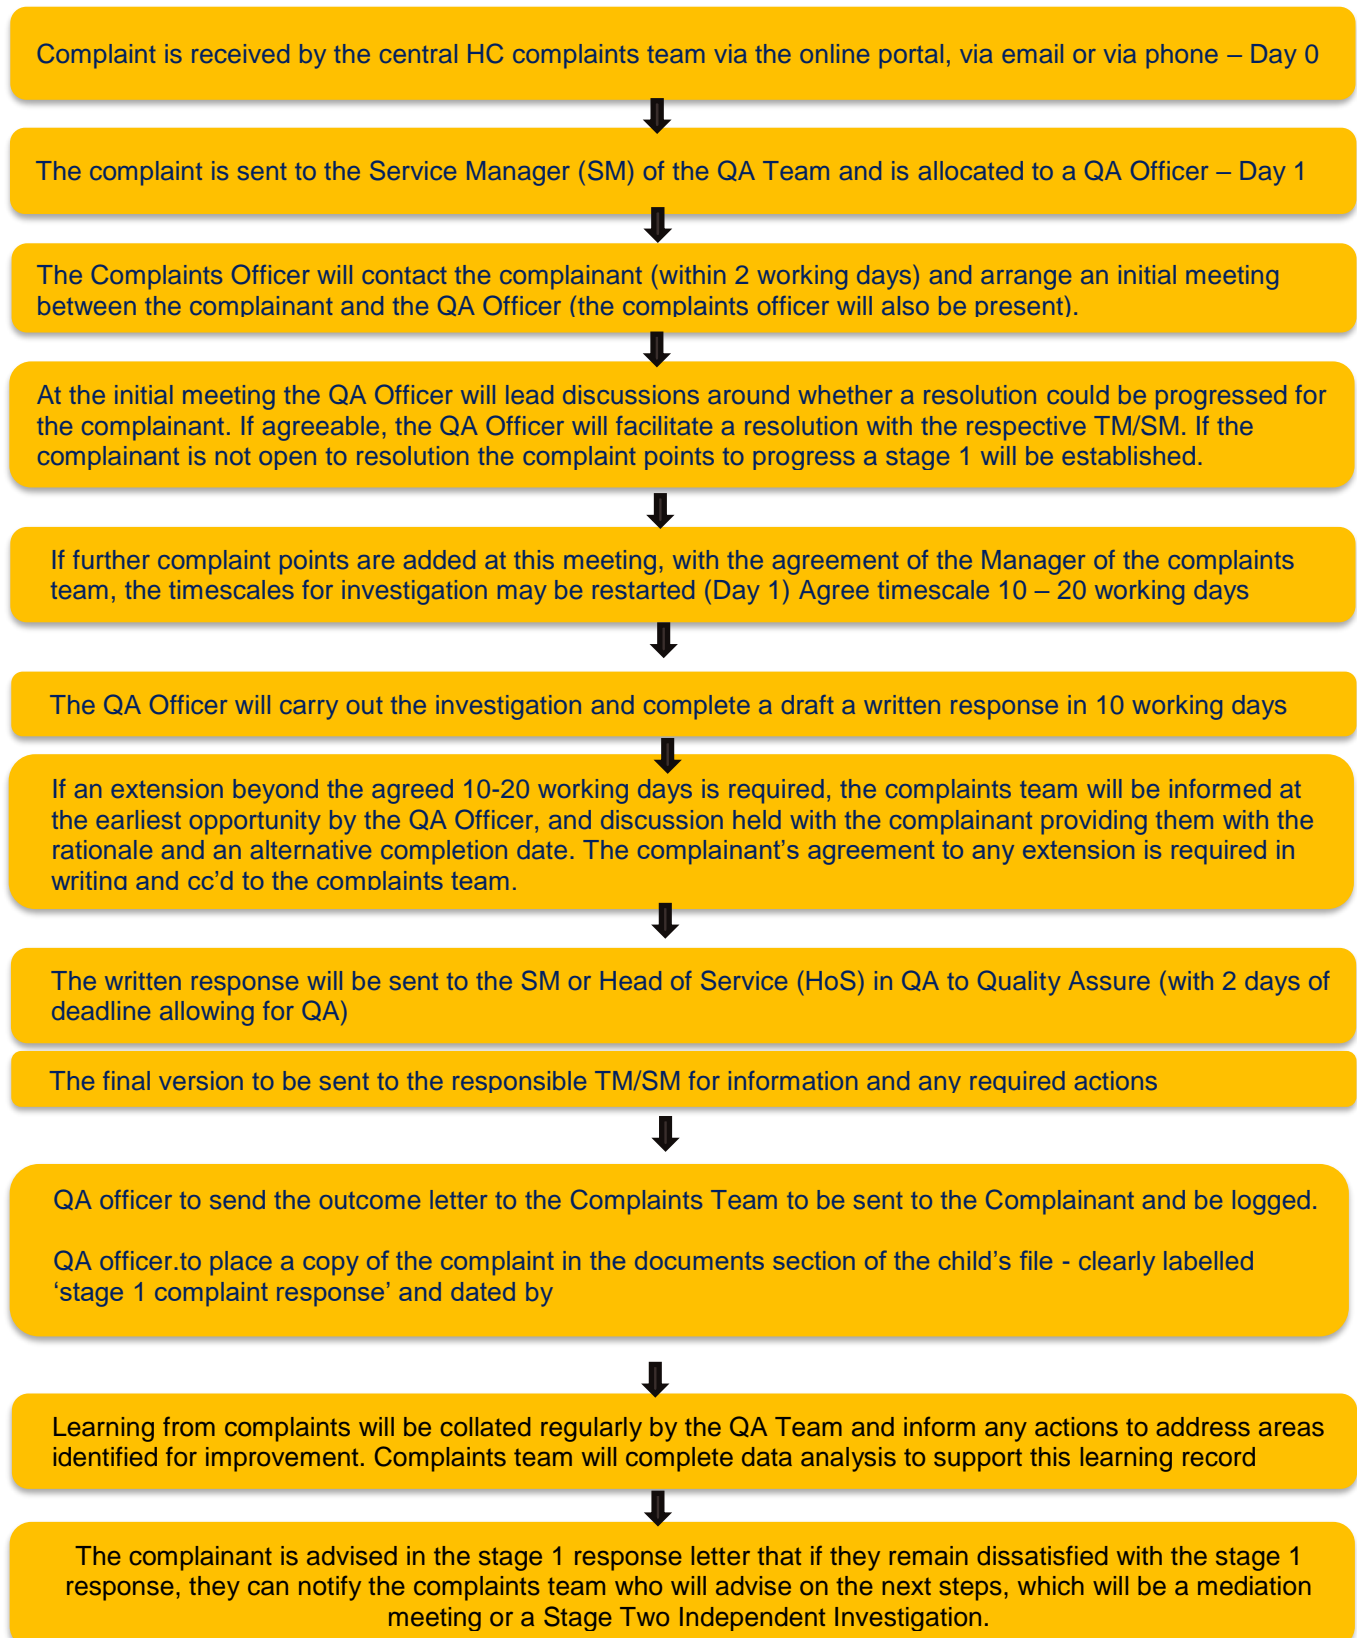 Complaint is received by the central HC complaints team via the online portal, via email or via phone – Day 0
The complaint is sent to the Service Manager (SM) of the QA Team and is allocated to a QA Officer – Day 1
The Complaints Officer will contact the complainant (within 2 working days) and arrange an initial meeting
between the complainant and the QA Officer (the complaints officer will also be present).
At the initial meeting the QA Officer will lead discussions around whether a resolution could be progressed for
the complainant. If agreeable, the QA Officer will facilitate a resolution with the respective TM/SM. If the
complainant is not open to resolution the complaint points to progress a stage 1 will be established.
If further complaint points are added at this meeting, with the agreement of the Manager of the complaints
team, the timescales for investigation may be restarted (Day 1) Agree timescale 10 – 20 working days
The QA Officer will carry out the investigation and complete a draft a written response in 10 working days
If an extension beyond the agreed 10-20 working days is required, the complaints team will be informed at
the earliest opportunity by the QA Officer, and discussion held with the complainant providing them with the
rationale and an alternative completion date. The complainant’s agreement to any extension is required in
writing and cc’d to the complaints team.
The written response will be sent to the SM or Head of Service (HoS) in QA to Quality Assure (with 2 days of
deadline allowing for QA)
The final version to be sent to the responsible TM/SM for information and any required actions
QA officer to send the outcome letter to the Complaints Team to be sent to the Complainant and be logged.
QA officer.to place a copy of the complaint in the documents section of the child’s file - clearly labelled
‘stage 1 complaint response’ and dated by
Learning from complaints will be collated regularly by the QA Team and inform any actions to address areas
identified for improvement. Complaints team will complete data analysis to support this learning record
The complainant is advised in the stage 1 response letter that if they remain dissatisfied with the stage 1
response, they can notify the complaints team who will advise on the next steps, which will be a mediation
meeting or a Stage Two Independent Investigation.